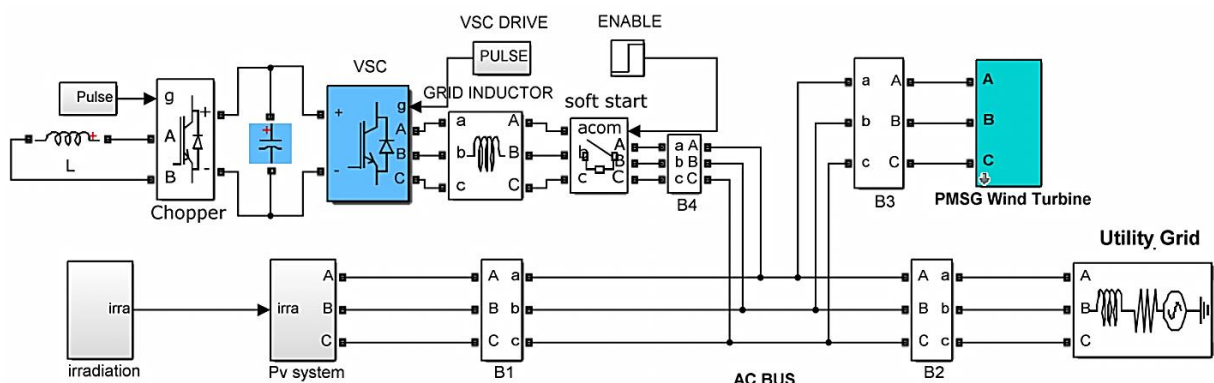 VSC DRIVE
ENABLE
VSC
PULSE
Pulse
g
A
B
+
-
L
Chopper
+
-
g
A
B
C
GRID INDUCTOR
a A
b B
c C
soft start
acom
A
b B
c C
a A
b B
c C
B4
a A
b B
c C
B3
A
B
C
PMSG Wind Turbine
Utility Grid
irra
irradiation
irra
A
B
C
Pv system
A a
B b
C c
B1
A a
B b
C c
B2
A
B
C
AC BUS